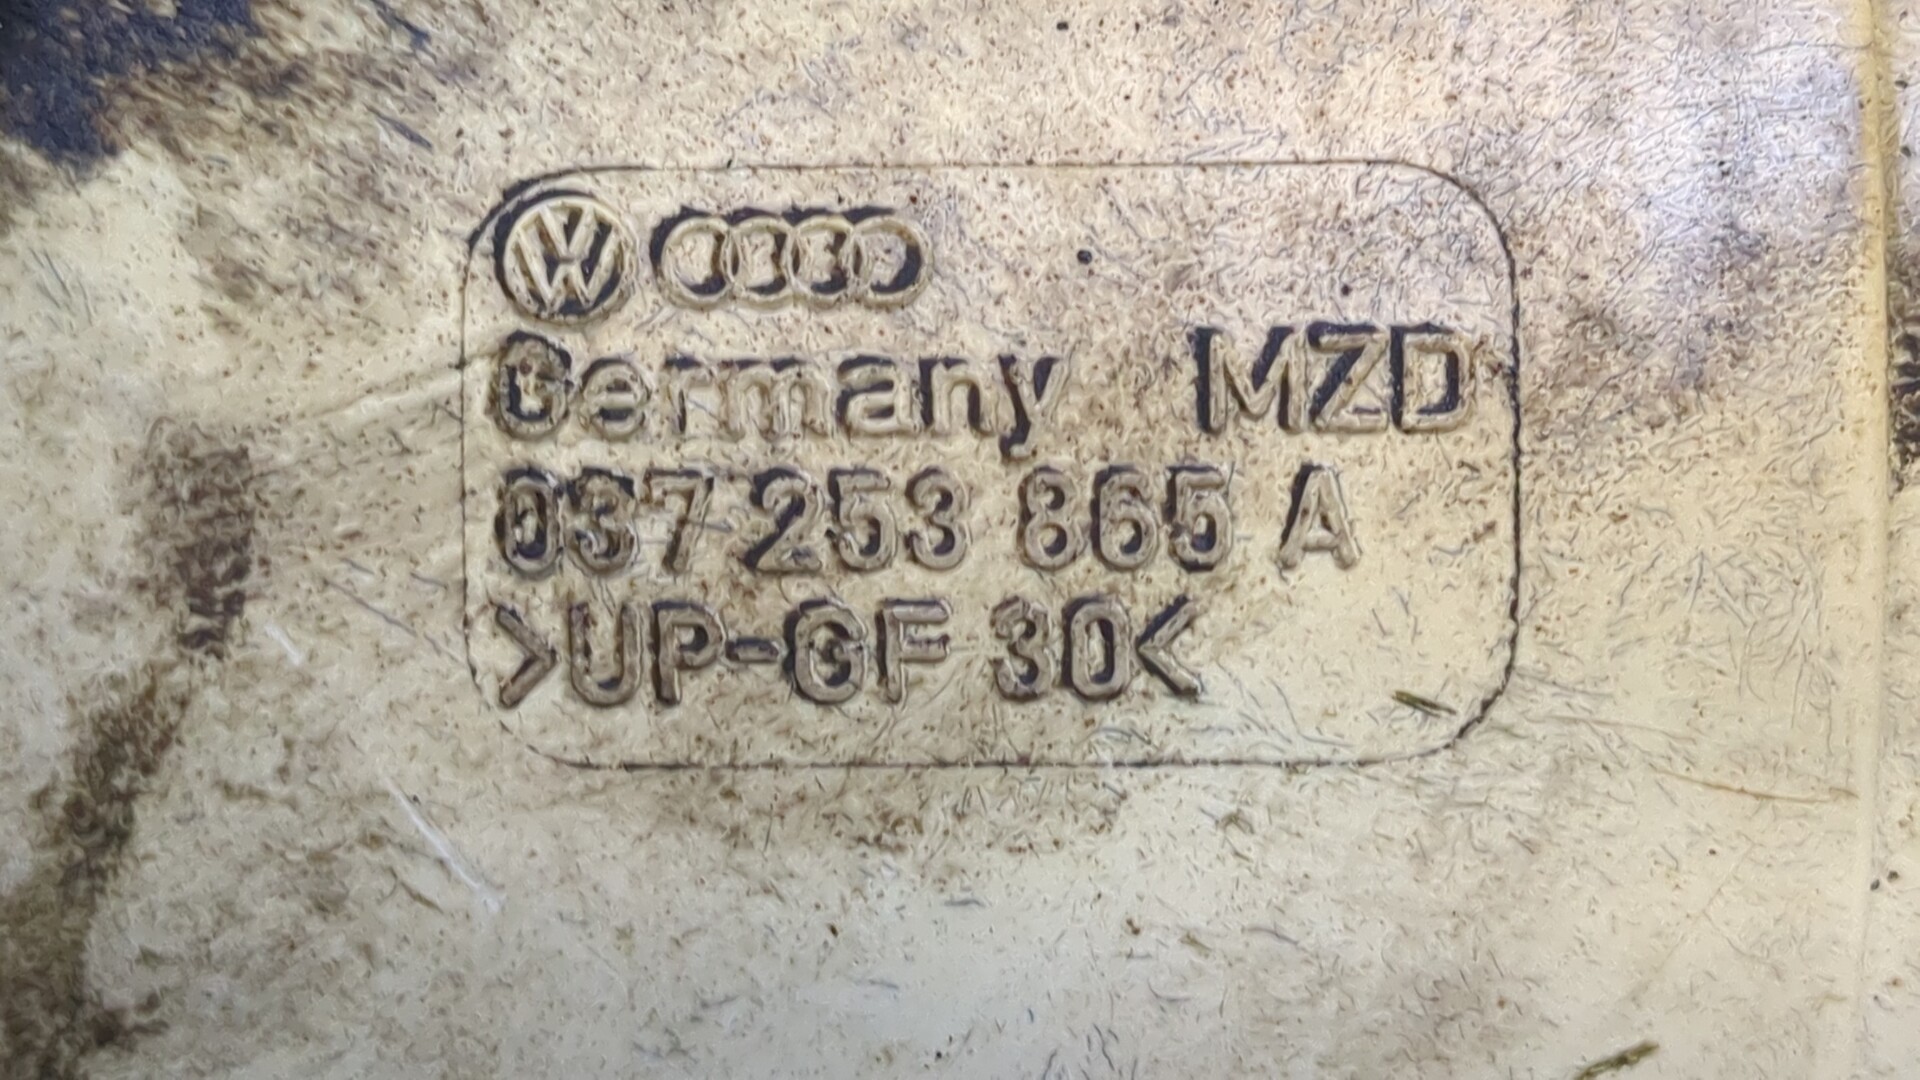 Germany MZD
037 253 865 A
>UP-GF 30<